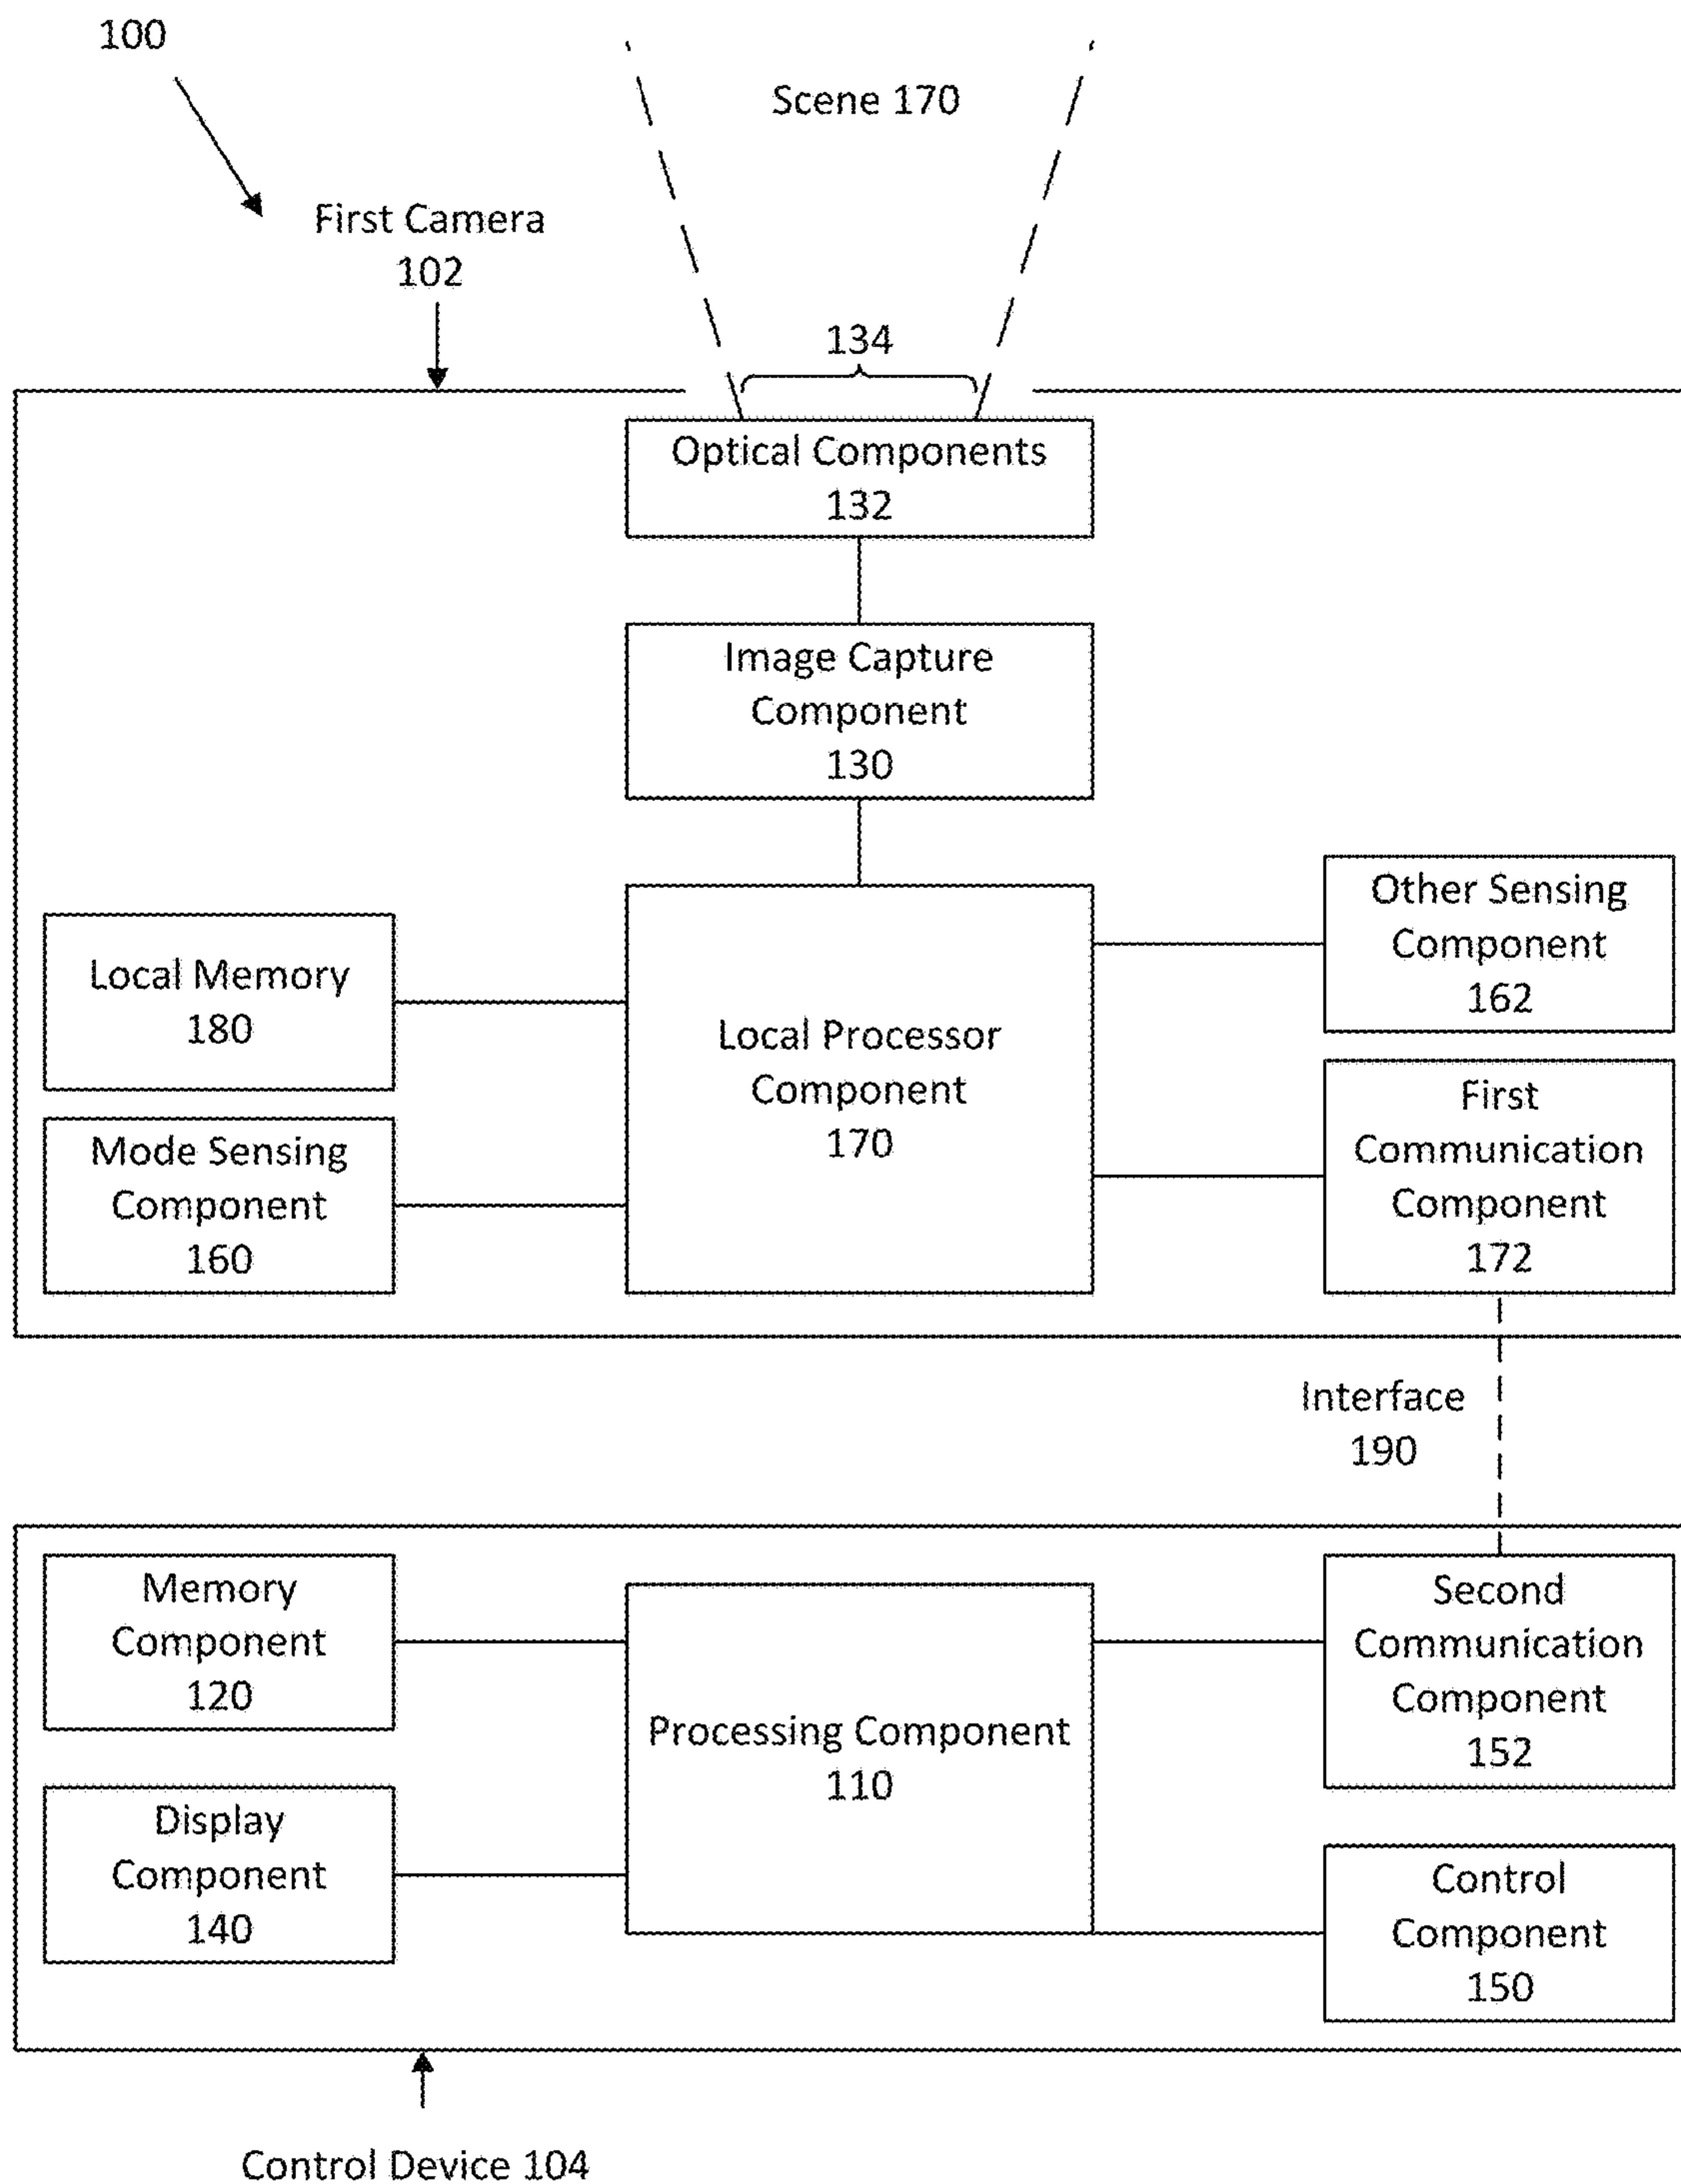 100
Scene 170
First Camera
102
134
Optical Components
132
Image Capture
Component
130
Other Sensing
Component
162
Local Memory
180
Local Processor
Component
170
First
Communication
Component
172
Mode Sensing
Component
160
Interface
190
Memory
Component
120
Processing Component
110
Second
Communication
Component
152
Display
Component
140
Control
Component
150
Control Device 104